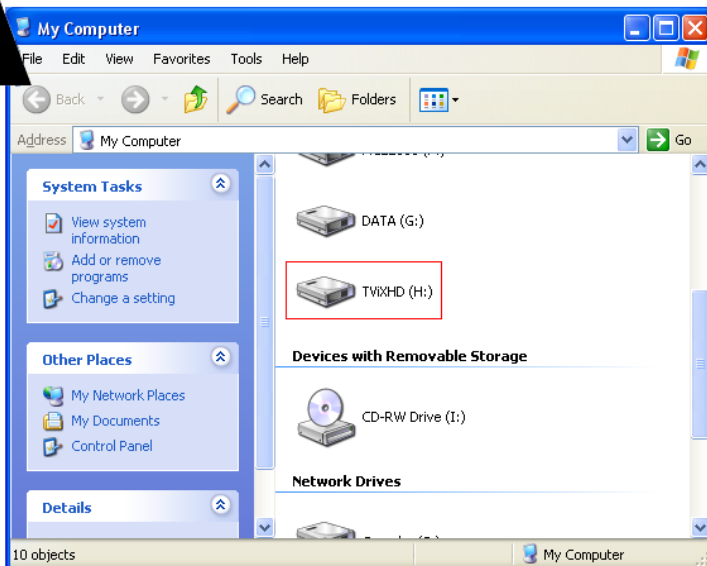 My Computer
File Edit View Favorites Tools Help
Back Search Folders
Address My Computer Go
System Tasks
View system
information
Add or remove
programs
Change a setting
Other Places
My Network Places
My Documents
Control Panel
Details
DATA (G:)
TViXHD (H:)
Devices with Removable Storage
CD-RW Drive (I:)
Network Drives
10 objects My Computer